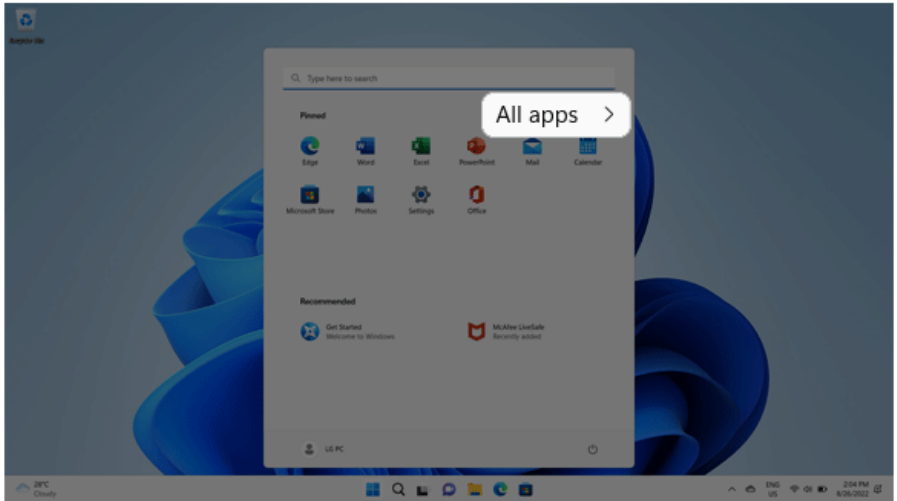 Type here to search
All apps >
Pinned
Edge
Word
Excel
PowerPoint
Mail
Calendar
Microsoft Store
Photos
Settings
Office
Recommended
Get Started
Welcome to Windows
McAfee LiveSafe
Recently added
LG PC
28°C
Cloudy
ENG
US
2:04 PM
8/26/2022